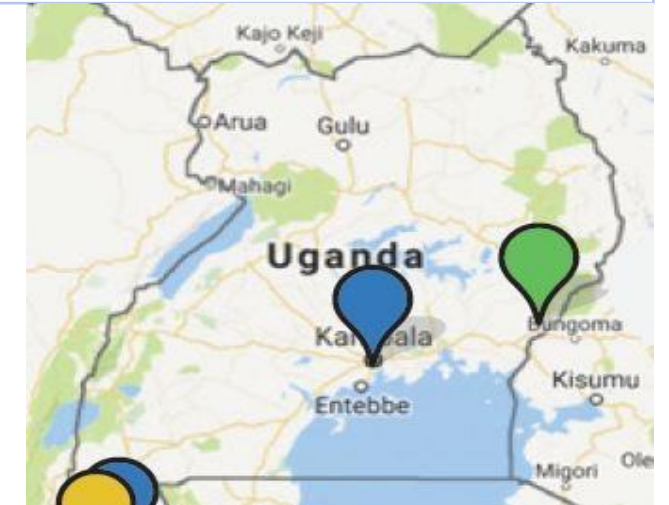 Kajo Keji
Kakuma
Arua
Gulu
Mahagi
Uganda
Bungoma
Kisumu
Entebbe
Migori